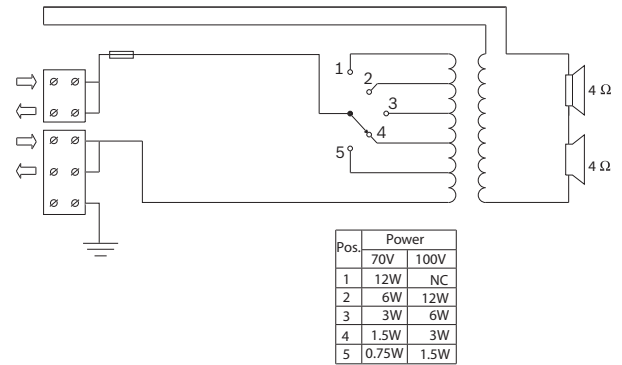 1
2
3
4
5
4 Ω
4 Ω
Pos. Power
70V 100V
1 12W NC
2 6W 12W
3 3W 6W
4 1.5W 3W
5 0.75W 1.5W